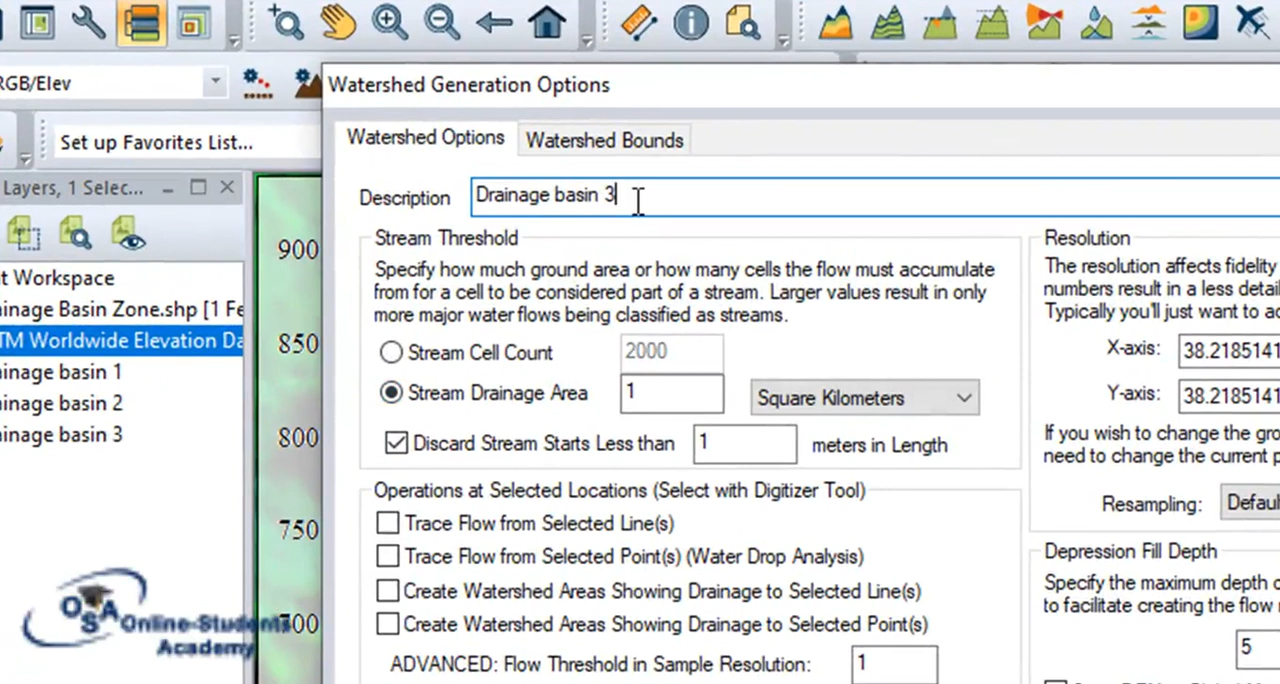 RGB/Elev
Set up Favorites List...
Layers, 1 Selec...
Workspace
Drainage Basin Zone.shp [1 Fe
TM Worldwide Elevation Da
ainage basin 1
ainage basin 2
ainage basin 3
900
850
800
750
700
OSA Online-Students
Academy
Watershed Generation Options
Watershed Options
Watershed Bounds
Description
Drainage basin 3
Stream Threshold
Specify how much ground area or how many cells the flow must accumulate
from for a cell to be considered part of a stream. Larger values result in only
more major water flows being classified as streams.
Stream Cell Count 2000
Stream Drainage Area 1 Square Kilometers
Discard Stream Starts Less than 1 meters in Length
Operations at Selected Locations (Select with Digitizer Tool)
Trace Flow from Selected Line(s)
Trace Flow from Selected Point(s) (Water Drop Analysis)
Create Watershed Areas Showing Drainage to Selected Line(s)
Create Watershed Areas Showing Drainage to Selected Point(s)
ADVANCED: Flow Threshold in Sample Resolution: 1
Resolution
The resolution affects fidelity
numbers result in a less detai
Typically you'll just want to ac
X-axis: 38.2185141
Y-axis: 38.2185141
If you wish to change the gro
need to change the current p
Resampling: Defaul
Depression Fill Depth
Specify the maximum depth o
to facilitate creating the flow
5